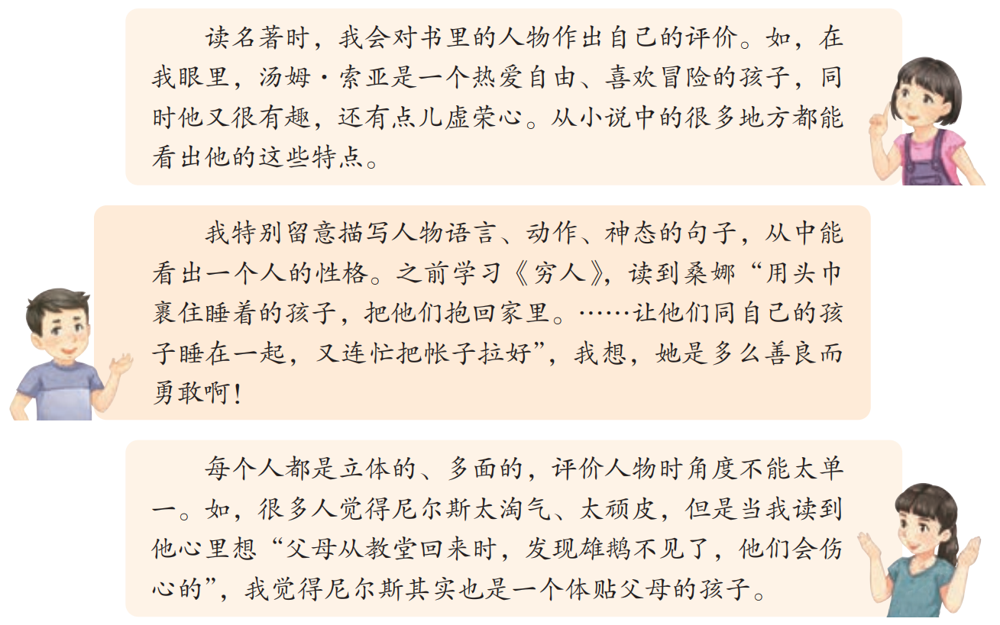 读名著时，我会对书里的人物作出自己的评价。如，在
我眼里，汤姆·索亚是一个热爱自由、喜欢冒险的孩子，同
时他又很有趣，还有点儿虚荣心。从小说中的很多地方都能
看出他的这些特点。
我特别留意描写人物语言、动作、神态的句子，从中能
看出一个人的性格。之前学习《穷人》，读到桑娜“用头巾
裹住睡着的孩子，把他们抱回家里。……让他们同自己的孩
子睡在一起，又连忙把帐子拉好”，我想，她是多么善良而
勇敢啊！
每个人都是立体的、多面的，评价人物时角度不能太单
一。如，很多人觉得尼尔斯太淘气、太顽皮，但是当我读到
他心里想“父母从教堂回来时，发现雄鹅不见了，他们会伤
心的”，我觉得尼尔斯其实也是一个体贴父母的孩子。